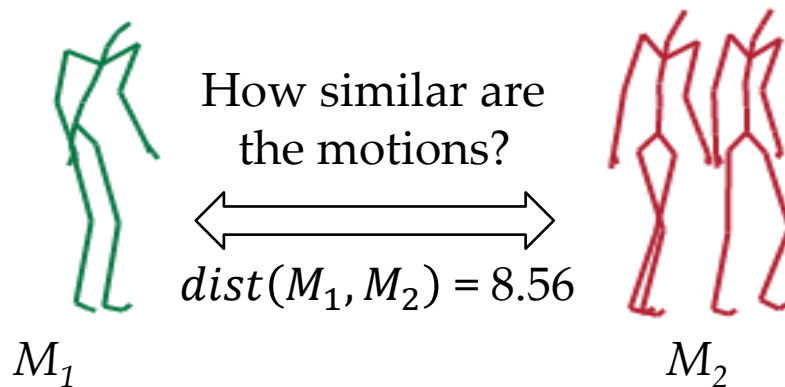 How similar are
the motions?
dist(M₁, M₂) = 8.56
M₁
M₂